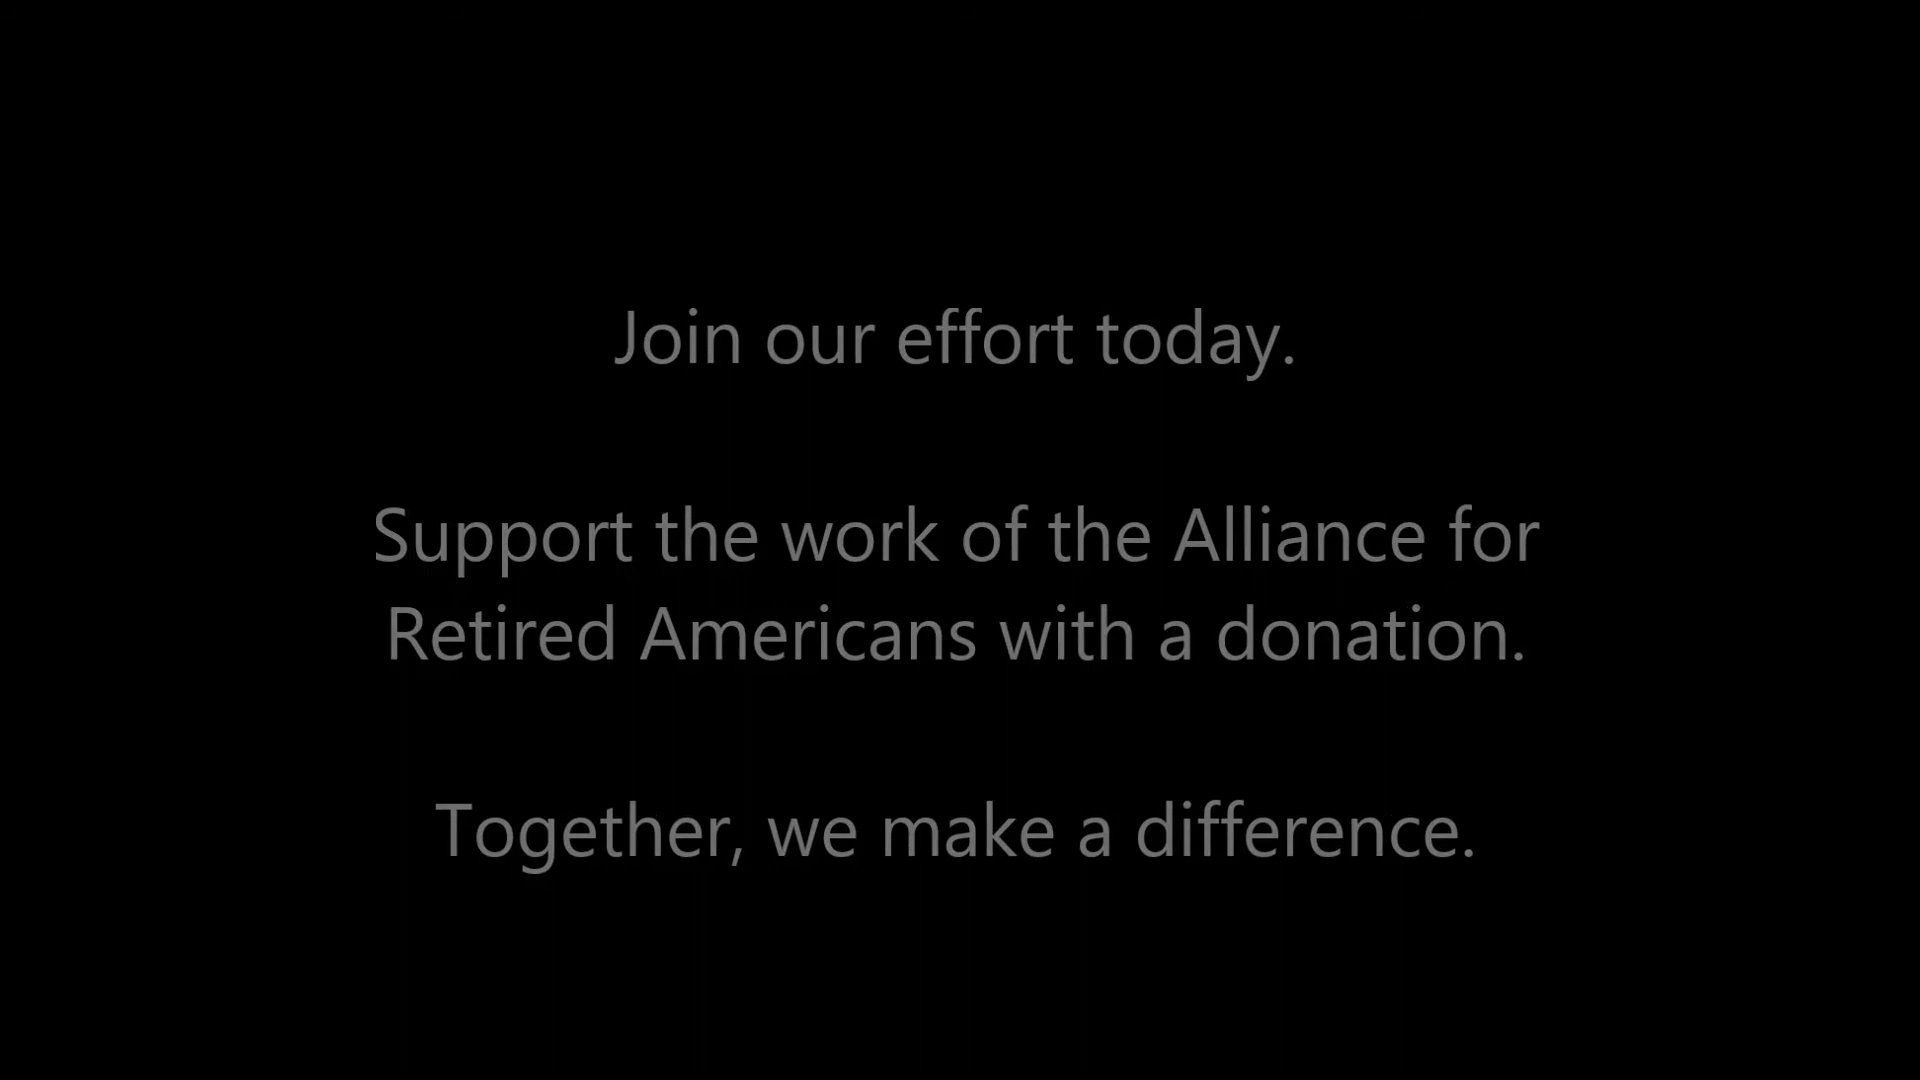 Join our effort today.
Support the work of the Alliance for
Retired Americans with a donation.
Together, we make a difference.